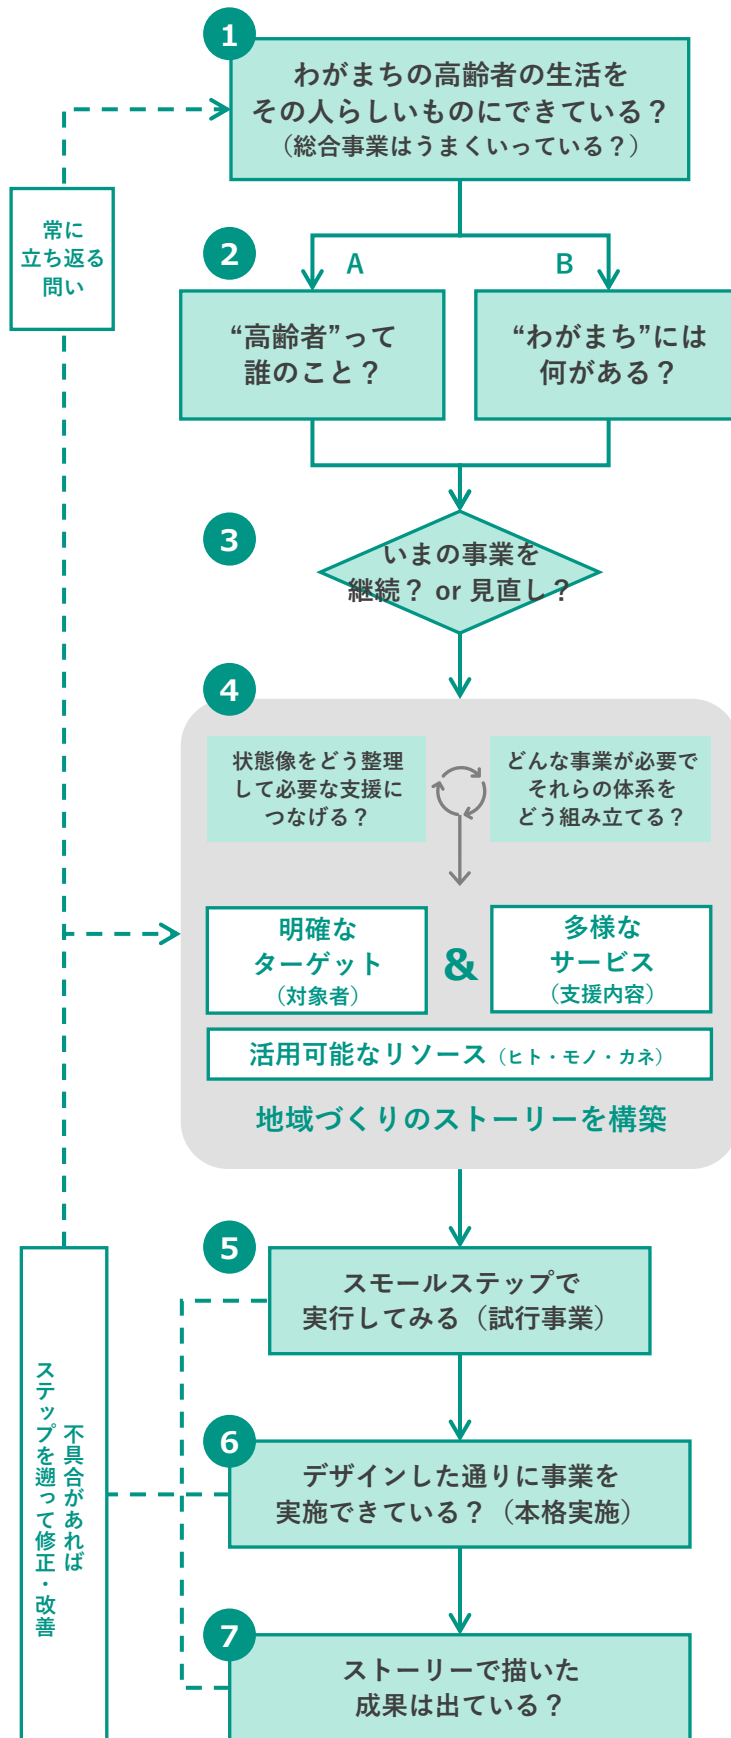 1
わがまちの高齢者の生活を
その人らしいものにできている？
（総合事業はうまくいっている？）
常に
立ち返る
問い
2
A
B
“高齢者”って
誰のこと？
“わがまち”には
何がある？
3
いまの事業を
継続？ or 見直し？
4
状態像をどう整理
して必要な支援に
つなげる？
どんな事業が必要で
それらの体系を
どう組み立てる？
明確な
ターゲット
（対象者）
&
多様な
サービス
（支援内容）
活用可能なリソース（ヒト・モノ・カネ）
地域づくりのストーリーを構築
5
スモールステップで
実行してみる（試行事業）
不具合があれば
ステップを遡って修正・改善
6
デザインした通りに事業を
実施できている？（本格実施）
7
ストーリーで描いた
成果は出ている？